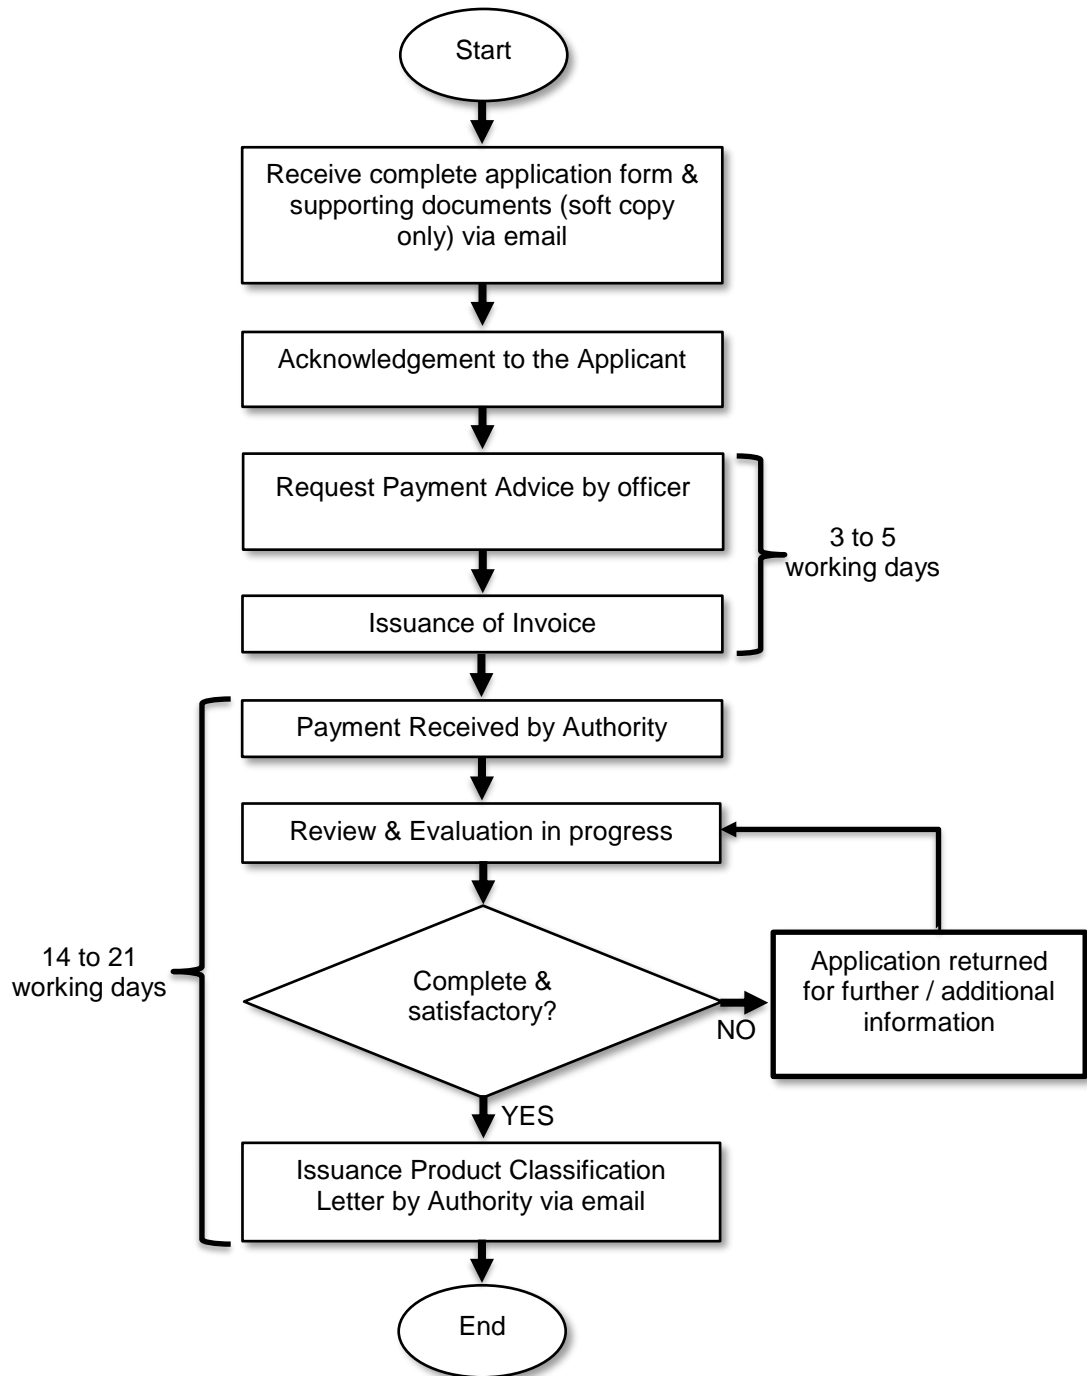 Start
Receive complete application form &
supporting documents (soft copy
only) via email
Acknowledgement to the Applicant
Request Payment Advice by officer
3 to 5
working days
Issuance of Invoice
Payment Received by Authority
Review & Evaluation in progress
14 to 21
working days
Complete &
satisfactory?
NO
Application returned
for further / additional
information
YES
Issuance Product Classification
Letter by Authority via email
End